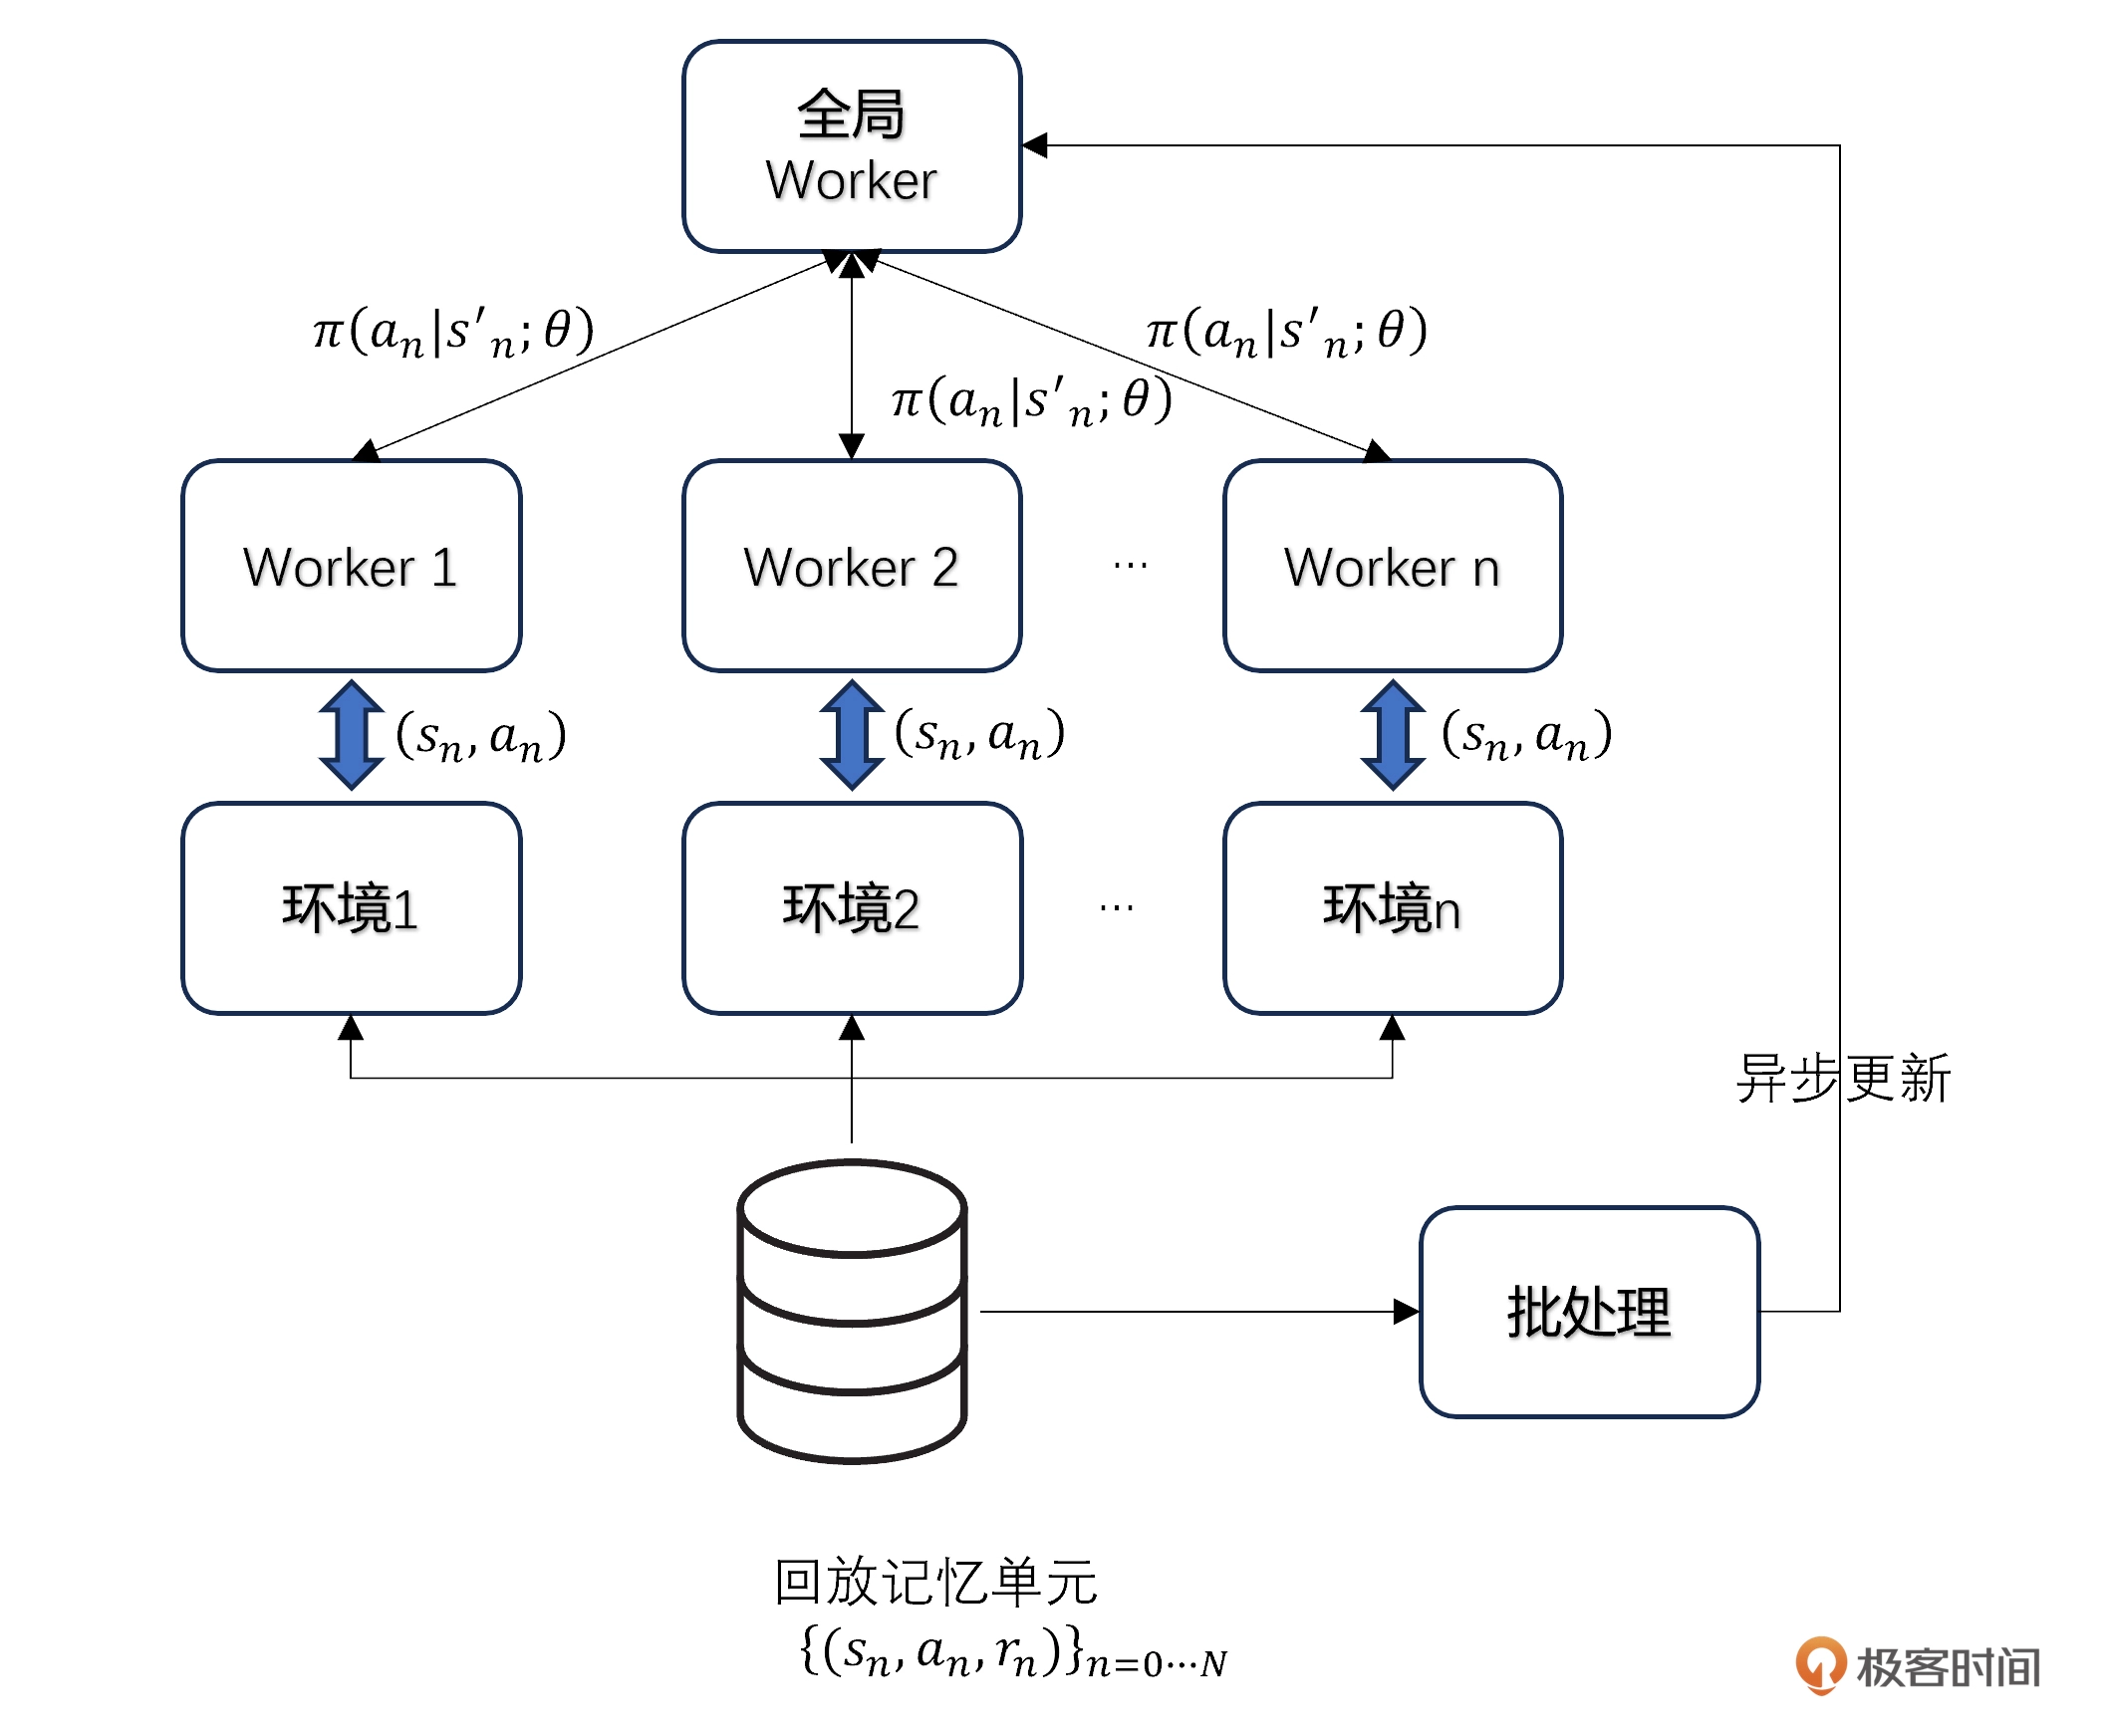 全局
Worker
π(aₙ|s′ₙ; θ)
π(aₙ|s′ₙ; θ)
π(aₙ|s′ₙ; θ)
Worker 1
Worker 2
...
Worker n
(sₙ, aₙ)
(sₙ, aₙ)
(sₙ, aₙ)
环境1
环境2
...
环境n
异步更新
批处理
回放记忆单元
{(sₙ, aₙ, rₙ)}ₙ₌₀…N
极客时间